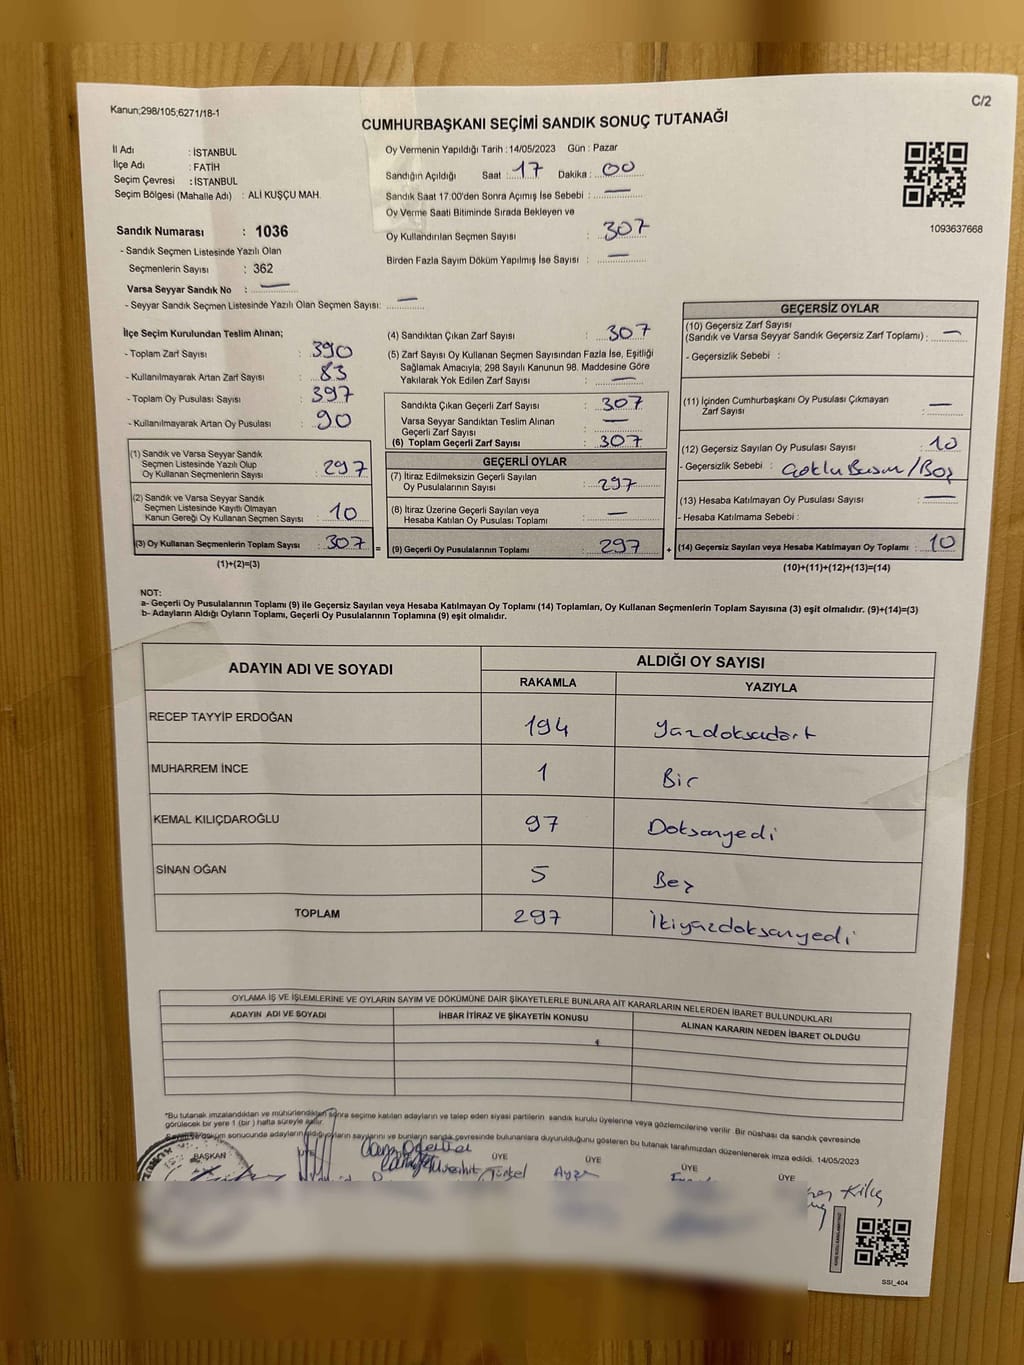 Kanun;298/105;6271/18-1
C/2
CUMHURBAŞKANI SEÇİMİ SANDIK SONUÇ TUTANAĞI
İl Adı : İSTANBUL
İlçe Adı : FATİH
Seçim Çevresi : İSTANBUL
Seçim Bölgesi (Mahalle Adı) : ALİ KUŞÇU MAH.
Oy Vermenin Yapıldığı Tarih : 14/05/2023 Gün : Pazar
Sandığın Açıldığı Saat : 17 Dakika : 00
Sandık Saat 17.00'den Sonra Açımış İse Sebebi : —
Oy Verme Saati Bitiminde Sırada Bekleyen ve
Oy Kullandırılan Seçmen Sayısı : 307
Birden Fazla Sayım Döküm Yapılmış İse Sayısı : —
1093637668
Sandık Numarası : 1036
- Sandık Seçmen Listesinde Yazılı Olan
Seçmenlerin Sayısı : 362
Varsa Seyyar Sandık No : —
- Seyyar Sandık Seçmen Listesinde Yazılı Olan Seçmen Sayısı: —
İlçe Seçim Kurulundan Teslim Alınan;
- Toplam Zarf Sayısı : 390
- Kullanılmayarak Artan Zarf Sayısı : 83
- Toplam Oy Pusulası Sayısı : 397
- Kullanılmayarak Artan Oy Pusulası : 90
(1) Sandık ve Varsa Seyyar Sandık
Seçmen Listesinde Yazılı Olup
Oy Kullanan Seçmenlerin Sayısı : 297
(2) Sandık ve Varsa Seyyar Sandık
Seçmen Listesinde Kayıtlı Olmayan
Kanun Gereği Oy Kullanan Seçmen Sayısı : 10
(3) Oy Kullanan Seçmenlerin Toplam Sayısı : 307 =
(1)+(2)=(3)
(4) Sandıktan Çıkan Zarf Sayısı : 307
(5) Zarf Sayısı Oy Kullanan Seçmen Sayısından Fazla İse, Eşitliği
Sağlamak Amacıyla; 298 Sayılı Kanunun 98. Maddesine Göre
Yakılarak Yok Edilen Zarf Sayısı : —
Sandıkta Çıkan Geçerli Zarf Sayısı : 307
Varsa Seyyar Sandıktan Teslim Alınan
Geçerli Zarf Sayısı : —
(6) Toplam Geçerli Zarf Sayısı : 307
GEÇERLİ OYLAR
(7) İtiraz Edilmeksizin Geçerli Sayılan
Oy Pusulalarının Sayısı : 297
(8) İtiraz Üzerine Geçerli Sayılan veya
Hesaba Katılan Oy Pusulası Toplamı : —
(9) Geçerli Oy Pusulalarının Toplamı : 297 +
GEÇERSİZ OYLAR
(10) Geçersiz Zarf Sayısı
(Sandık ve Varsa Seyyar Sandık Geçersiz Zarf Toplamı) : —
- Geçersizlik Sebebi :
(11) İçinden Cumhurbaşkanı Oy Pusulası Çıkmayan
Zarf Sayısı : —
(12) Geçersiz Sayılan Oy Pusulası Sayısı : 10
- Geçersizlik Sebebi : Çoklu Basım/Boş
(13) Hesaba Katılmayan Oy Pusulası Sayısı : —
- Hesaba Katılmama Sebebi :
(14) Geçersiz Sayılan veya Hesaba Katılmayan Oy Toplamı : 10
(10)+(11)+(12)+(13)=(14)
NOT:
a- Geçerli Oy Pusulalarının Toplamı (9) ile Geçersiz Sayılan veya Hesaba Katılmayan Oy Toplamı (14) Toplamları, Oy Kullanan Seçmenlerin Toplam Sayısına (3) eşit olmalıdır. (9)+(14)=(3)
b- Adayların Aldığı Oyların Toplamı, Geçerli Oy Pusulalarının Toplamına (9) eşit olmalıdır.
ADAYIN ADI VE SOYADI
ALDIĞI OY SAYISI
RAKAMLA YAZIYLA
RECEP TAYYİP ERDOĞAN 194 Yüzdoksadört
MUHARREM İNCE 1 Bir
KEMAL KILIÇDAROĞLU 97 Doksanyedi
SİNAN OĞAN 5 Beş
TOPLAM 297 İkiyüzdoksanyedi
OYLAMA İŞ VE İŞLEMLERİNE VE OYLARIN SAYIM VE DÖKÜMÜNE DAİR ŞİKAYETLERLE BUNLARA AİT KARARLARIN NELERDEN İBARET BULUNDUKLARI
ADAYIN ADI VE SOYADI İHBAR İTİRAZ VE ŞİKAYETİN KONUSU ALINAN KARARIN NEDEN İBARET OLDUĞU
*Bu tutanak imzalandıktan ve mühürlendikten sonra seçime katılan adayların ve talep eden siyasi partilerin sandık kurulu üyelerine veya gözlemcilerine verilir. Bir nüshası da sandık çevresinde
görülecek bir yere 1 (bir) hafta süreyle asılır.
döküm sonucunda adayların aldığı oyların sayılarını ve bunların sandık çevresinde bulunanlara duyurulduğunu gösteren bu tutanak tarafımızdan düzenlenerek imza edildi. 14/05/2023
BAŞKAN ÜYE ÜYE ÜYE ÜYE
Kılıç
SSI_404